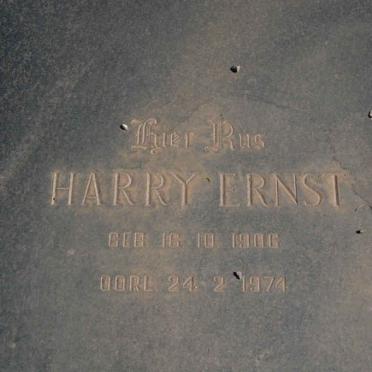 Hier Rus
HARRY ERNST
GEB 16 10 1906
OORL 24 2 1974